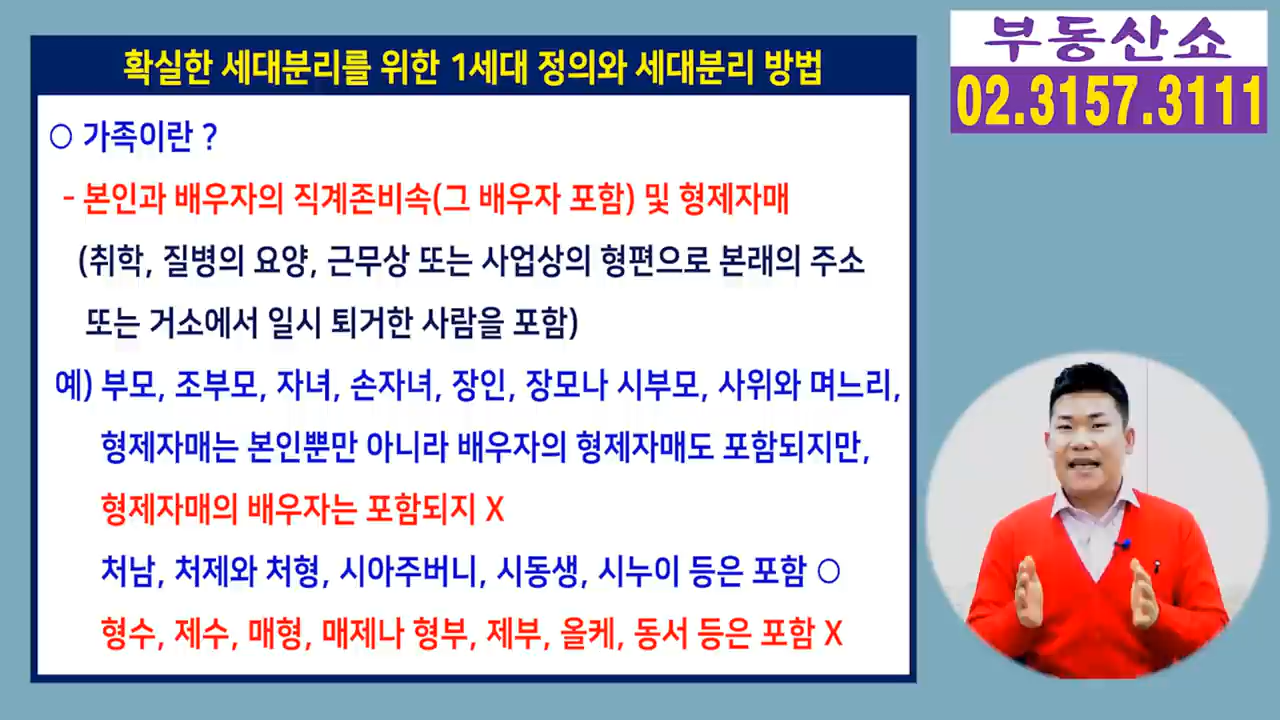 확실한 세대분리를 위한 1세대 정의와 세대분리 방법
부동산쇼
02.3157.3111
○ 가족이란 ?
- 본인과 배우자의 직계존비속(그 배우자 포함) 및 형제자매
(취학, 질병의 요양, 근무상 또는 사업상의 형편으로 본래의 주소
또는 거소에서 일시 퇴거한 사람을 포함)
예) 부모, 조부모, 자녀, 손자녀, 장인, 장모나 시부모, 사위와 며느리,
형제자매는 본인뿐만 아니라 배우자의 형제자매도 포함되지만,
형제자매의 배우자는 포함되지 X
처남, 처제와 처형, 시아주버니, 시동생, 시누이 등은 포함 ○
형수, 제수, 매형, 매제나 형부, 제부, 올케, 동서 등은 포함 X